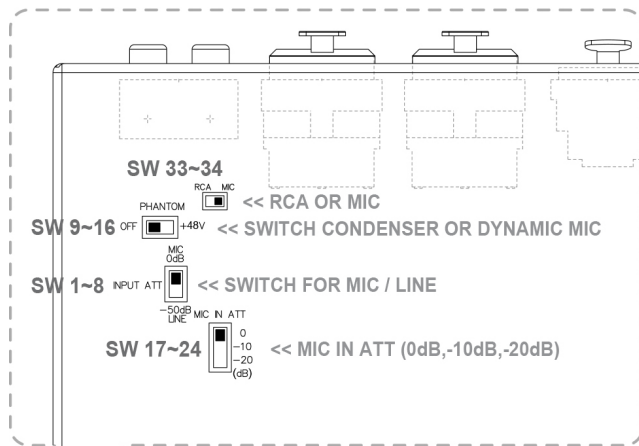 SW 33~34
RCA MIC
<< RCA OR MIC
PHANTOM
SW 9~16 OFF +48V << SWITCH CONDENSER OR DYNAMIC MIC
MIC
0dB
SW 1~8 INPUT ATT << SWITCH FOR MIC / LINE
-50dB
LINE MIC IN ATT
0
SW 17~24 -10 << MIC IN ATT (0dB,-10dB,-20dB)
-20
(dB)